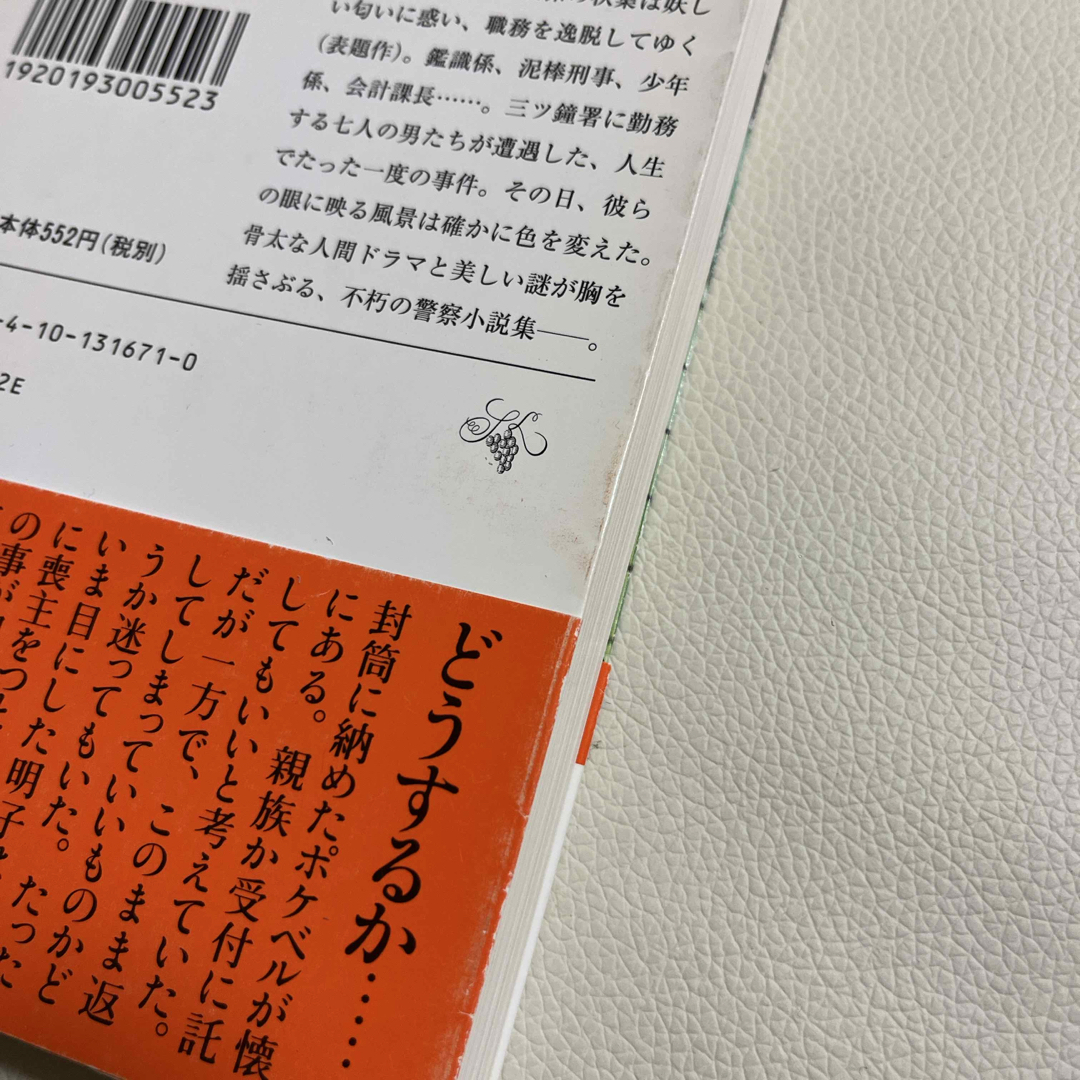 い匂いに惑い、職務を逸脱してゆく
(表題作)。鑑識係、泥棒刑事、少年
係、会計課長……。三ツ鐘署に勤務
する七人の男たちが遭遇した、人生
でたった一度の事件。その日、彼ら
の眼に映る風景は確かに色を変えた。
骨太な人間ドラマと美しい謎が胸を
揺さぶる、不朽の警察小説集――。
1920193005523
本体552円(税別)
-4-10-131671-0
2E
どうするか……
封筒に納めたポケベルが懐
にある。親族か受付に託
してもいいと考えていた。
だが一方で、このまま返
してしまっていいものかど
うか迷ってもいた。
いま目にした明子
に喪主をつ
の事が